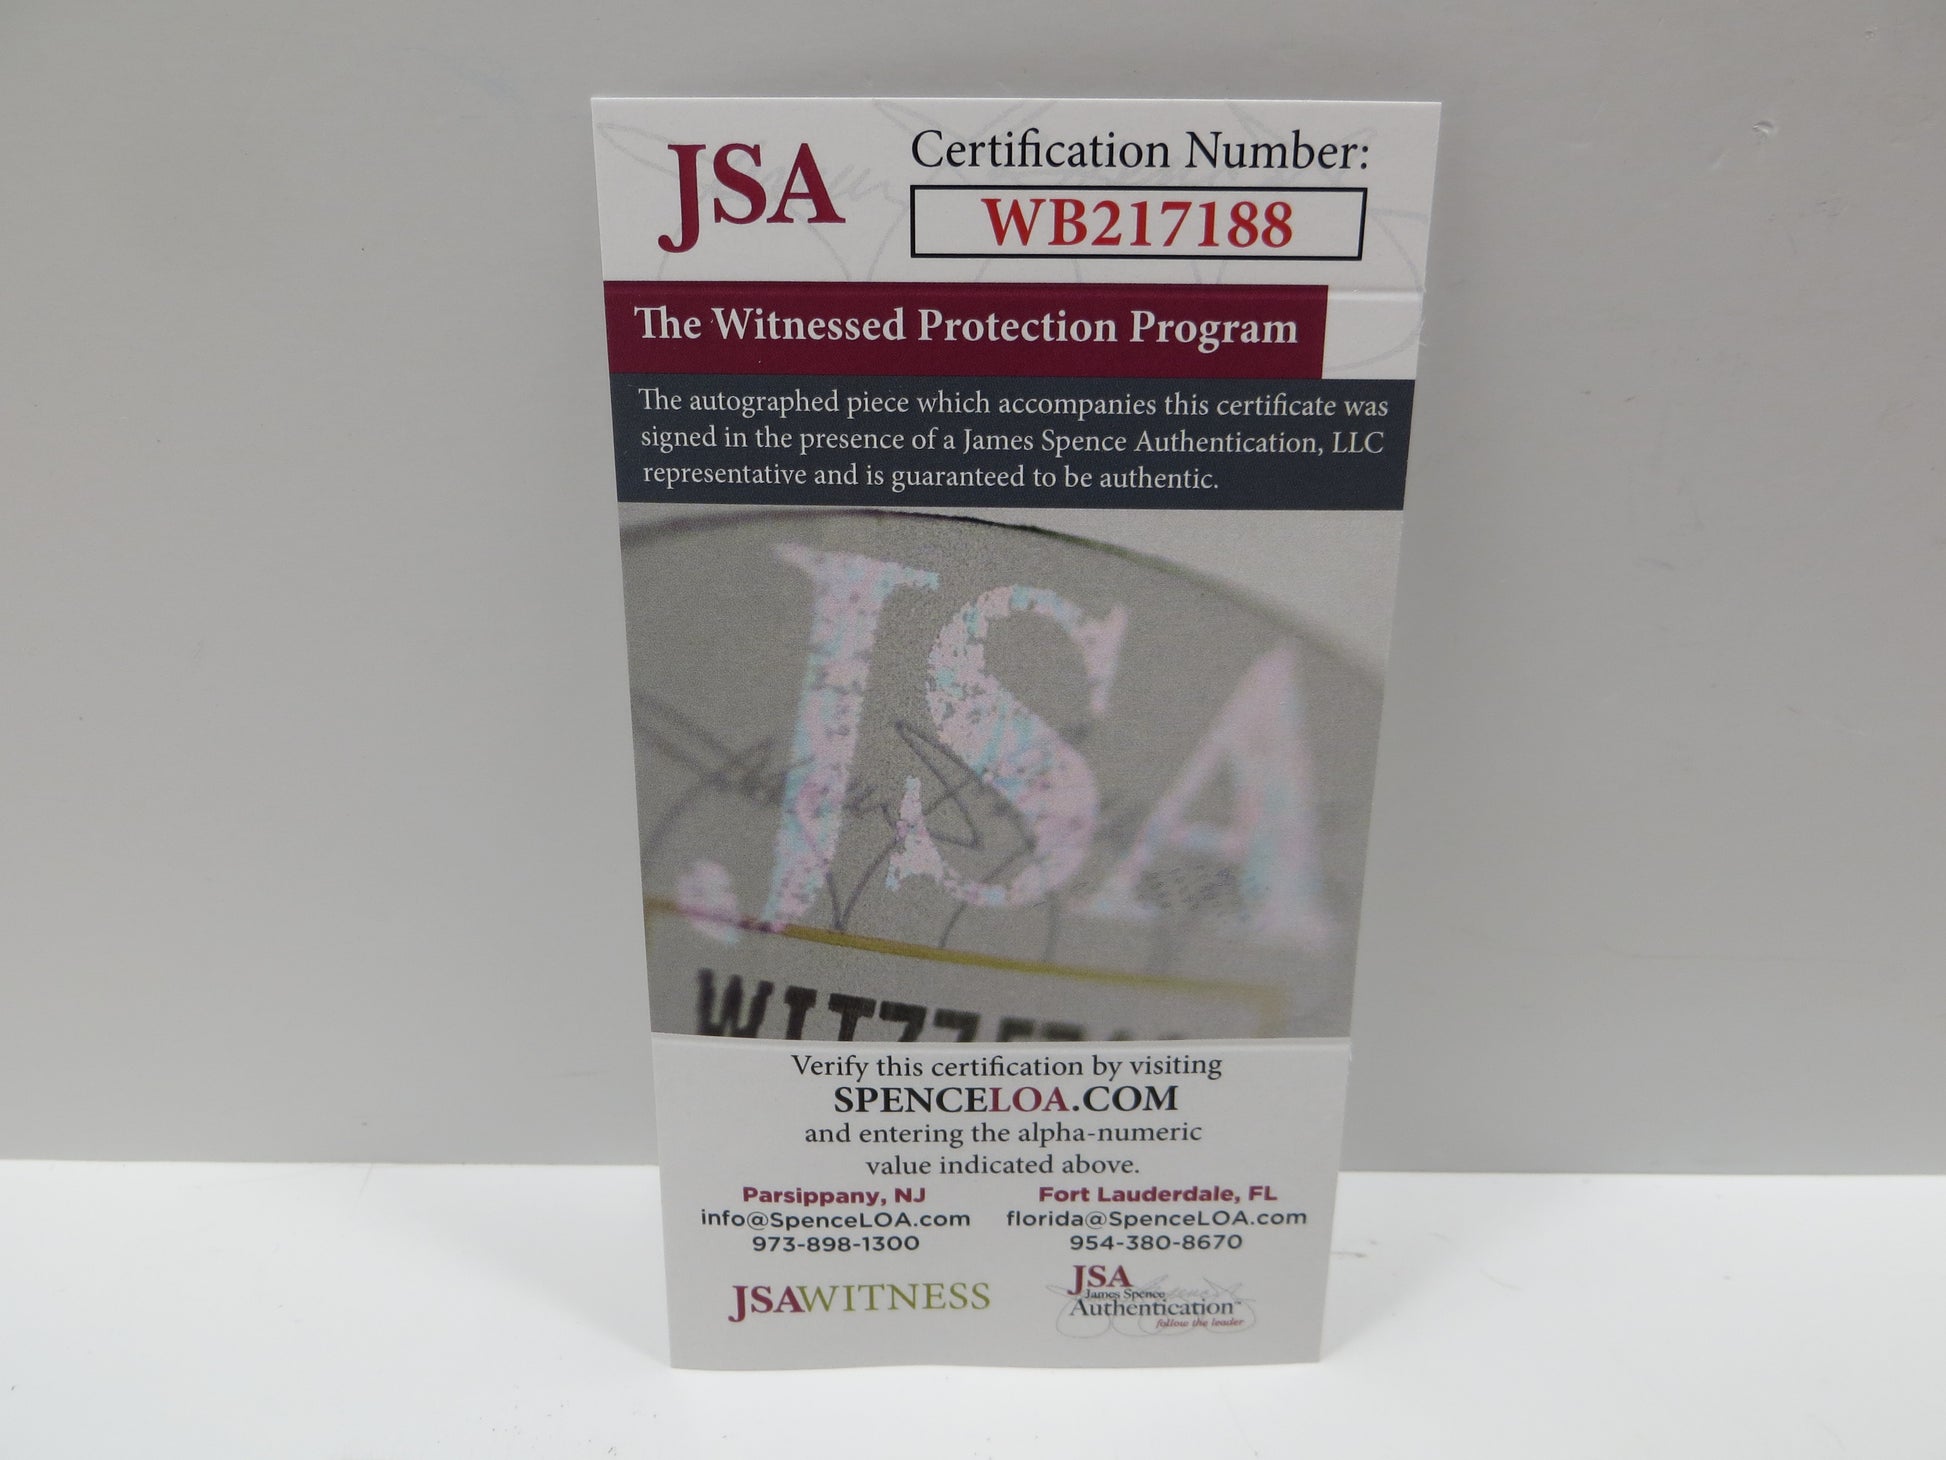 JSA
Certification Number:
WB217188
The Witnessed Protection Program
The autographed piece which accompanies this certificate was
signed in the presence of a James Spence Authentication, LLC
representative and is guaranteed to be authentic.
JSA
Verify this certification by visiting
SPENCELOA.COM
and entering the alpha-numeric
value indicated above.
Parsippany, NJ
info@SpenceLOA.com
973-898-1300
Fort Lauderdale, FL
florida@SpenceLOA.com
954-380-8670
JSAWITNESS
JSA
James Spence
Authentication™
follow the leader